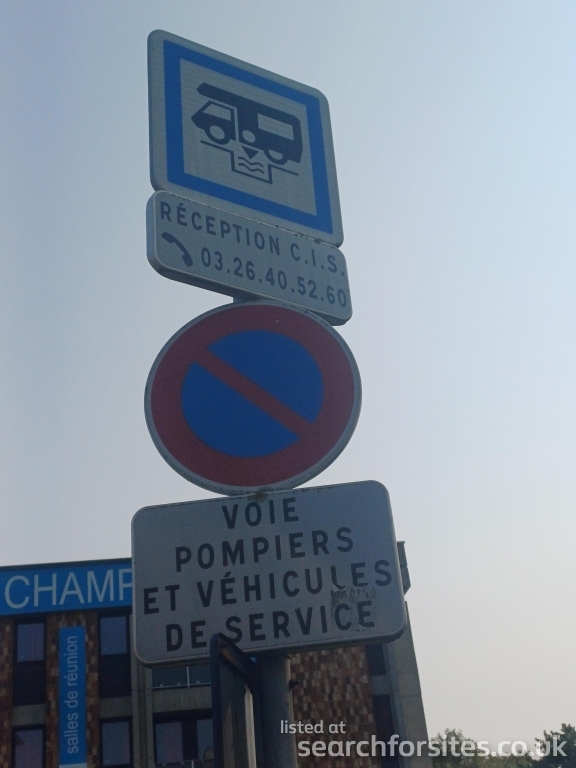 RÉCEPTION C.I.S.
03.26.40.52.60
VOIE
POMPIERS
ET VÉHICULES
DE SERVICE
CHAMP
salles de réunion
listed at
searchforsites.co.uk